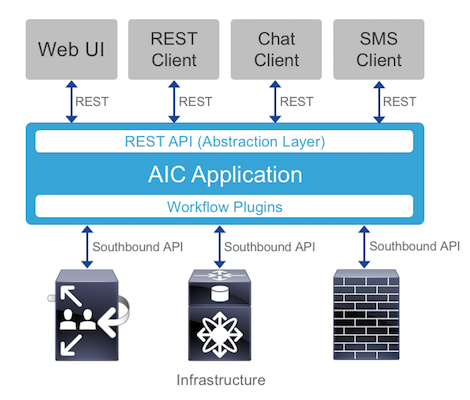 Web UI
REST
Client
Chat
Client
SMS
Client
REST
REST
REST
REST
REST API (Abstraction Layer)
AIC Application
Workflow Plugins
Southbound API
Southbound API
Southbound API
Infrastructure